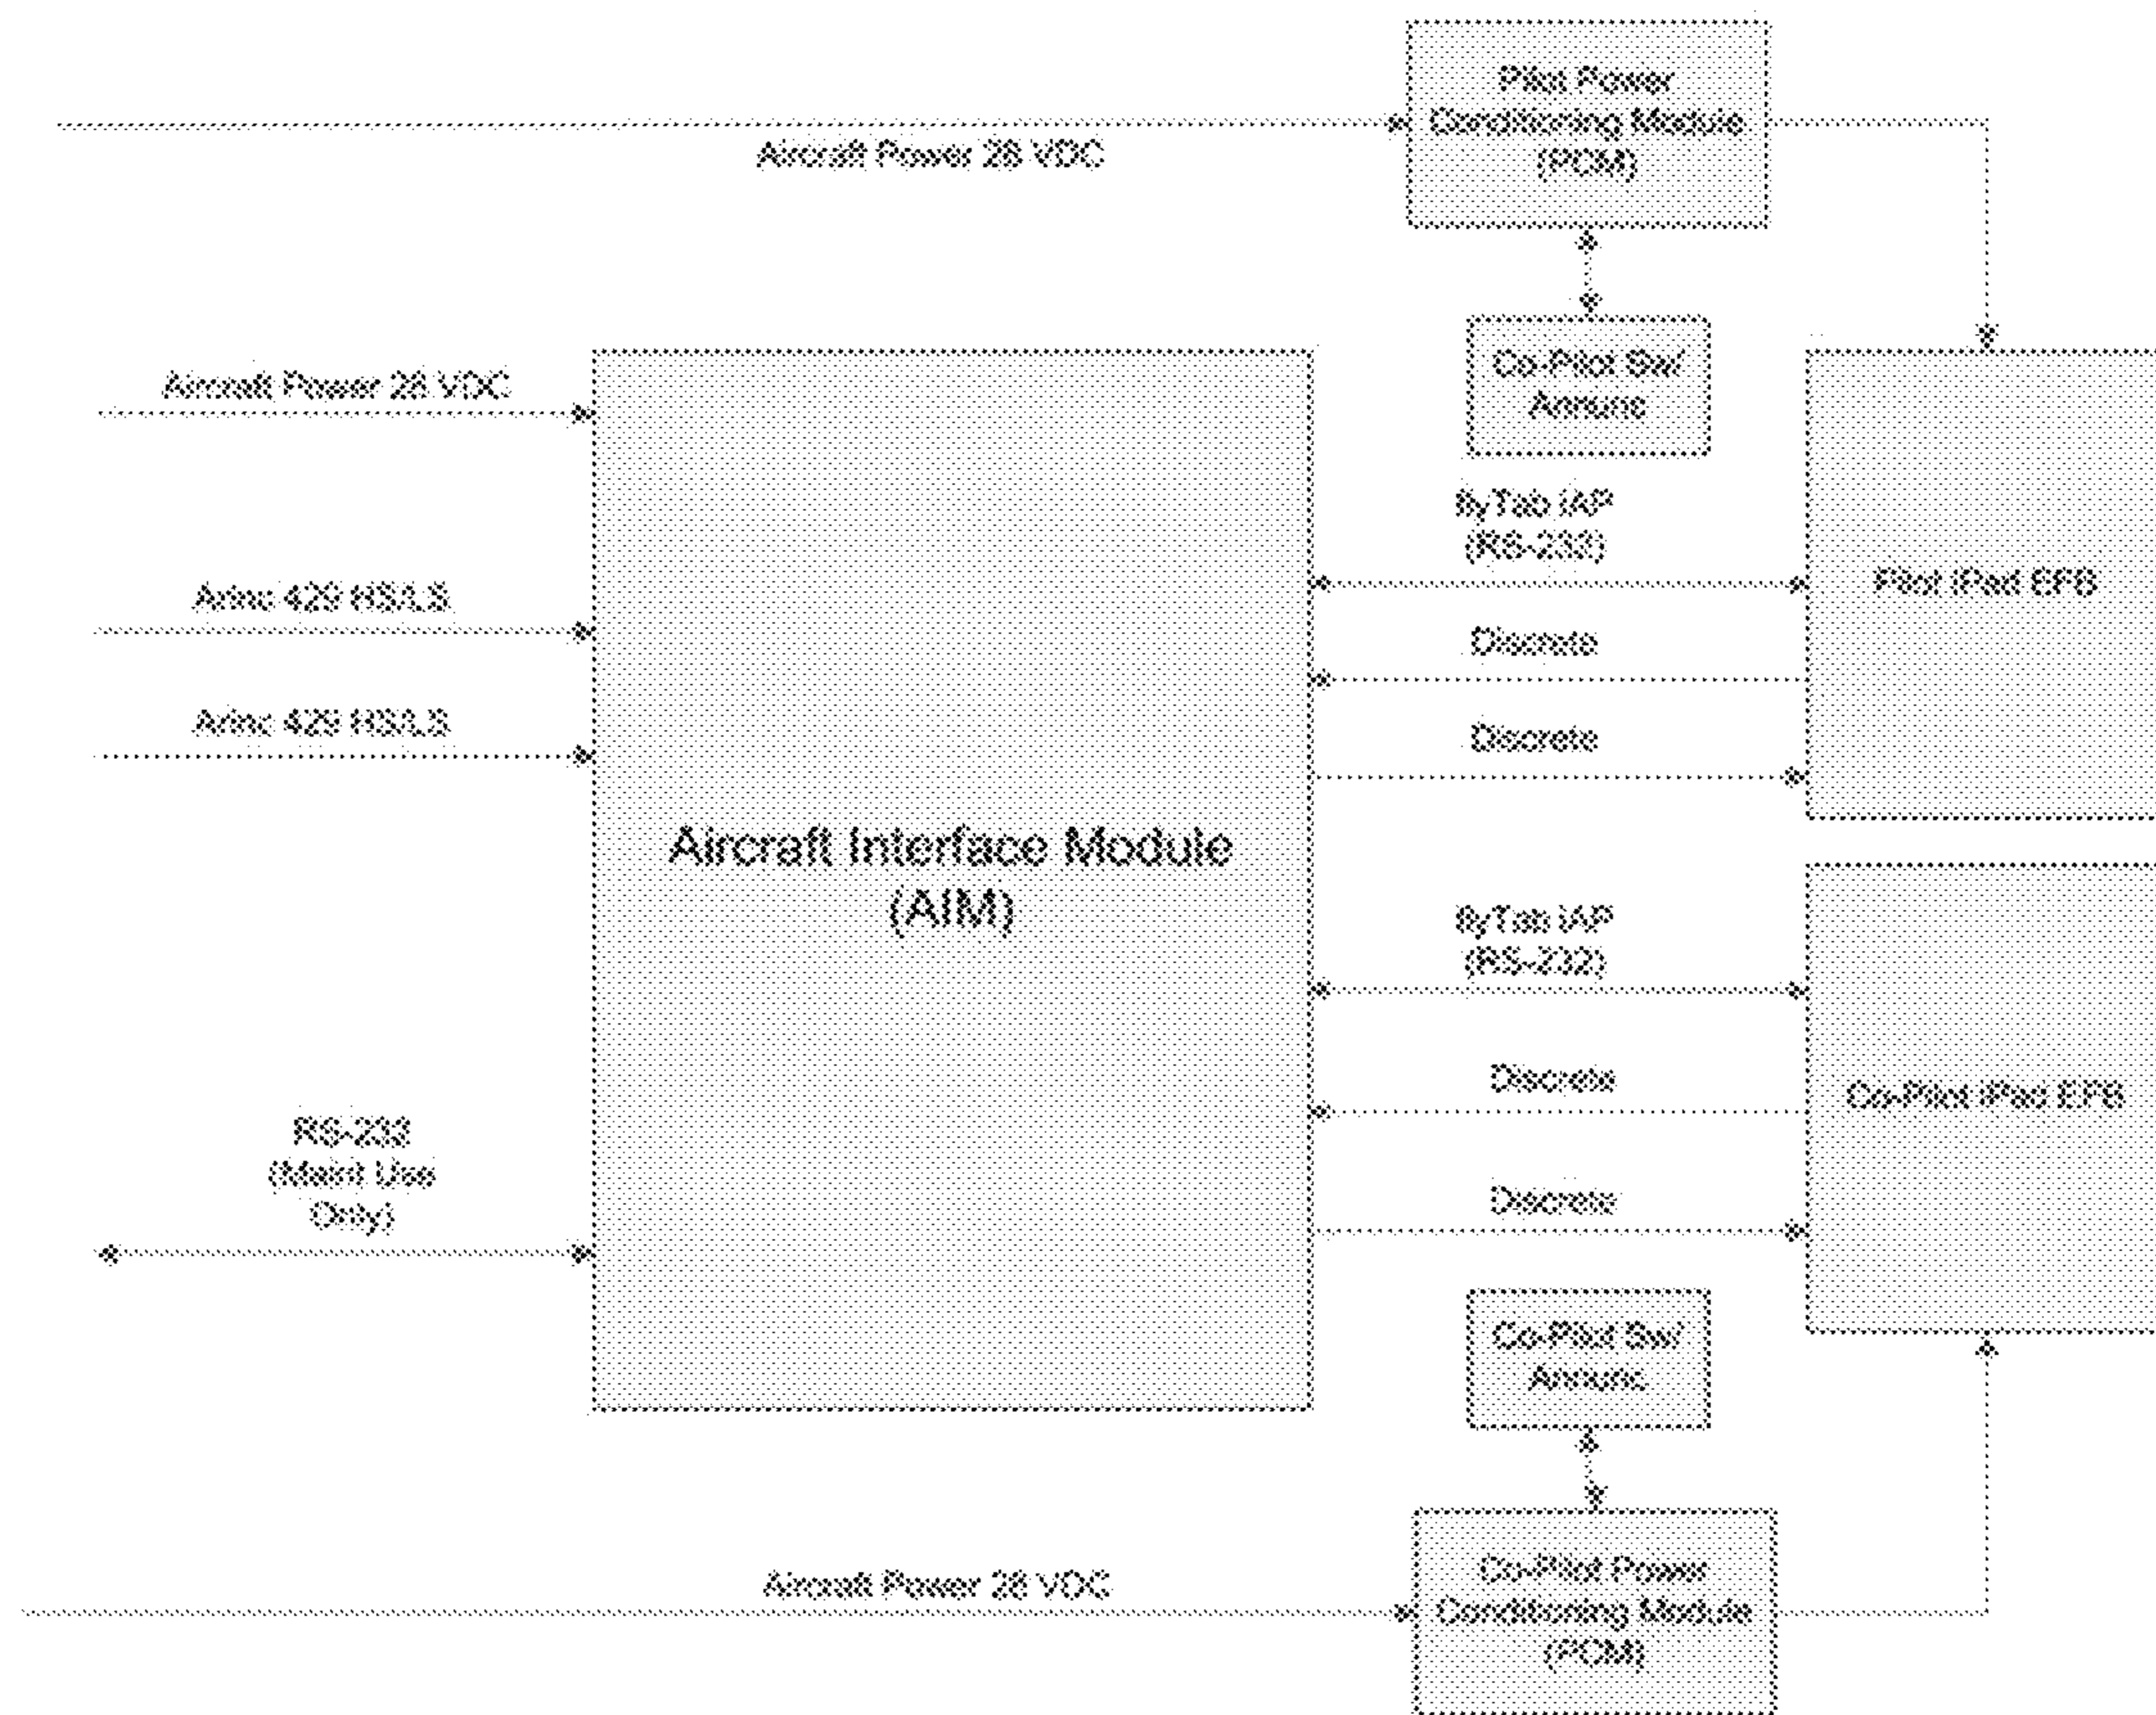 Pilot Power
Conditioning Module
(PCM)
Aircraft Power 28 VDC
Co-Pilot Sw/
Annunc
Aircraft Power 28 VDC
flyTab iAP
(RS-232)
Pilot iPad EFB
Arinc 429 HS/LS
Discrete
Arinc 429 HS/LS
Discrete
Aircraft Interface Module
(AIM)
flyTab iAP
(RS-232)
Discrete
Co-Pilot iPad EFB
RS-232
(Maint Use
Only)
Discrete
Co-Pilot Sw/
Annunc
Co-Pilot Power
Conditioning Module
(PCM)
Aircraft Power 28 VDC